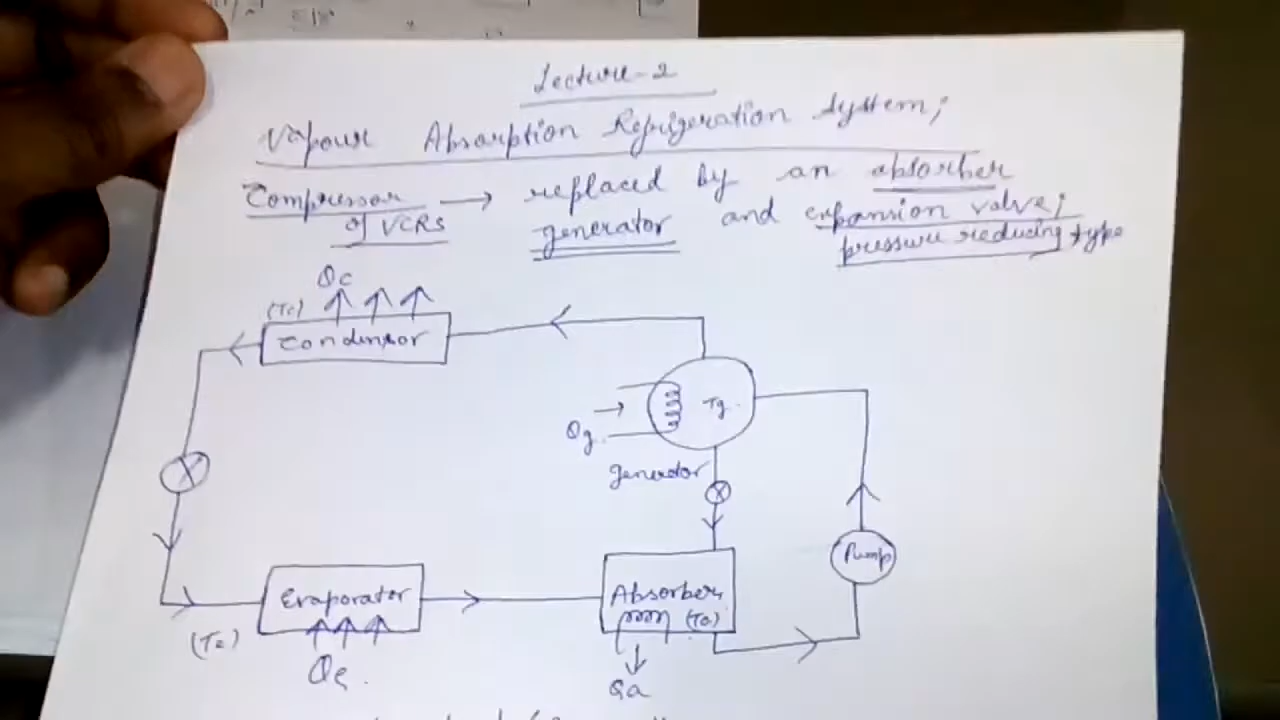 Lecture-2
Vapour Absorption Refrigeration System;
Compressor → replaced by an absorber
of VCRS generator and expansion valve;
pressure reducing type
Qc
(Tc)
Condensor
Tg.
Qg.
generator
Pump
Evaporator
Absorber
(Ta)
(Te)
Qe.
Qa